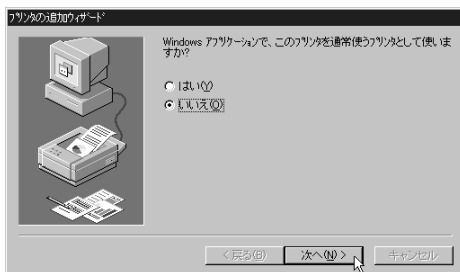 プリンタの追加ウィザード
Windows アプリケーションで、このプリンタを通常使うプリンタとして使いま
すか?
はい(Y)
いいえ(O)
< 戻る(B)
次へ(N) >
キャンセル